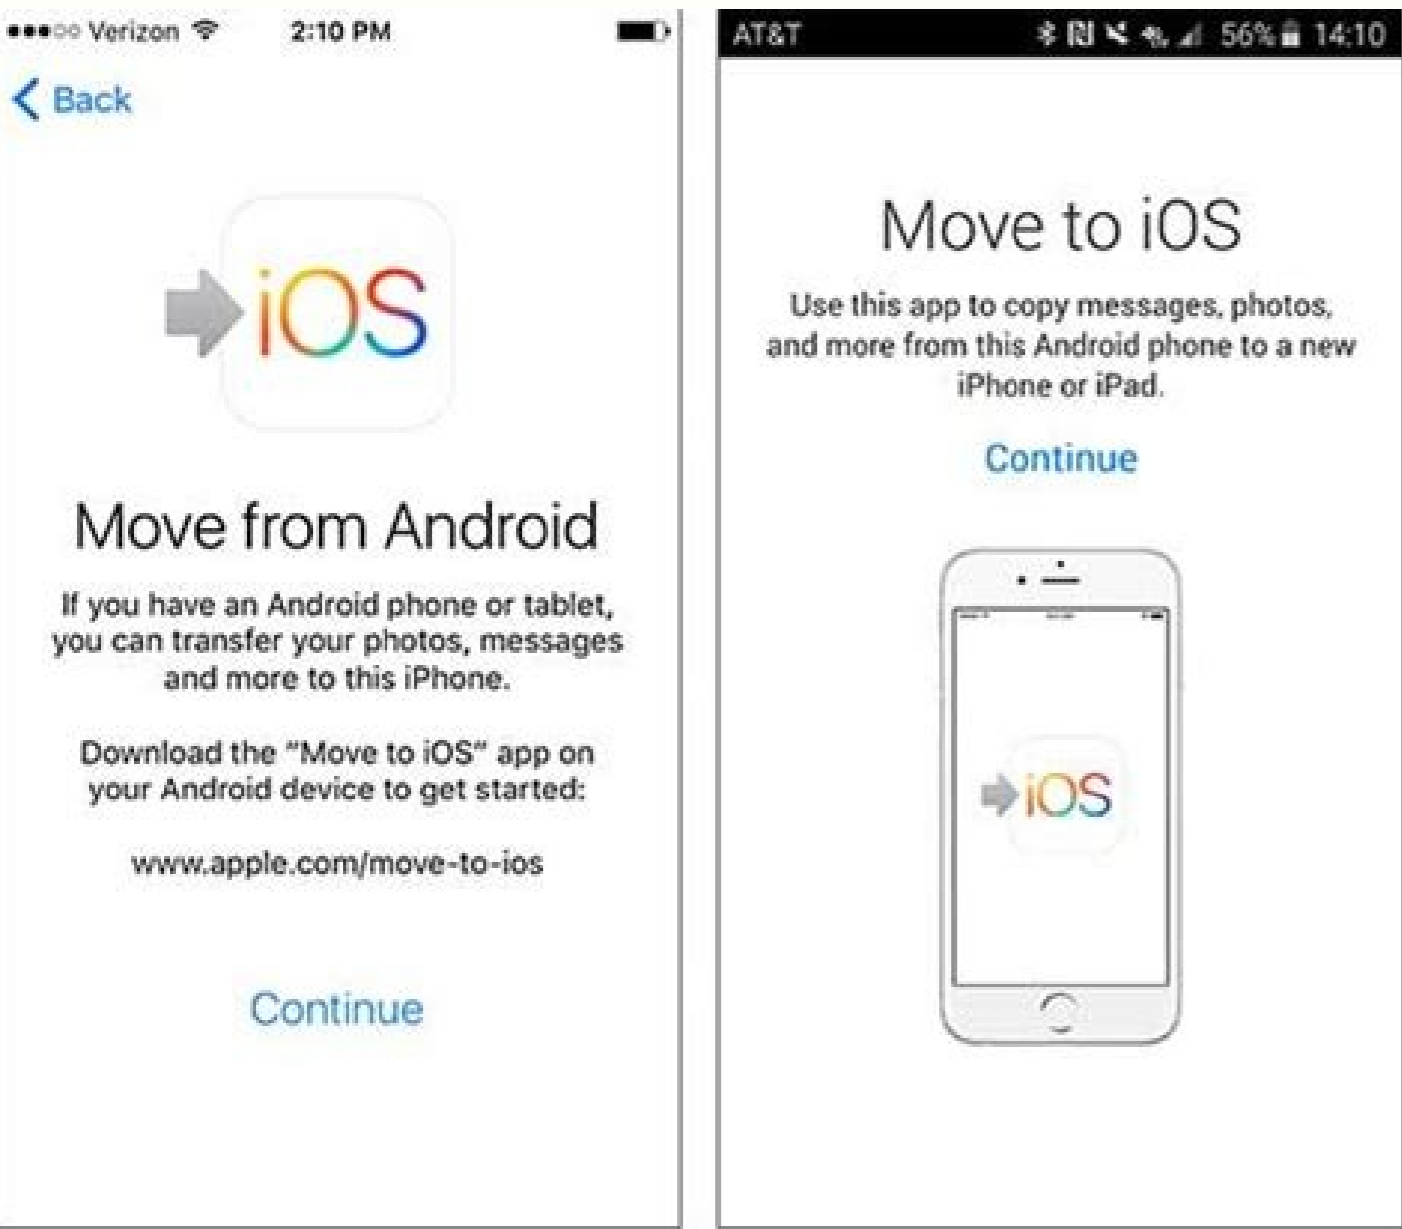 Verizon 2:10 PM
Back
iOS
Move from Android
If you have an Android phone or tablet,
you can transfer your photos, messages
and more to this iPhone.
Download the "Move to iOS" app on
your Android device to get started:
www.apple.com/move-to-ios
Continue
AT&T 56% 14:10
Move to iOS
Use this app to copy messages, photos,
and more from this Android phone to a new
iPhone or iPad.
Continue
iOS